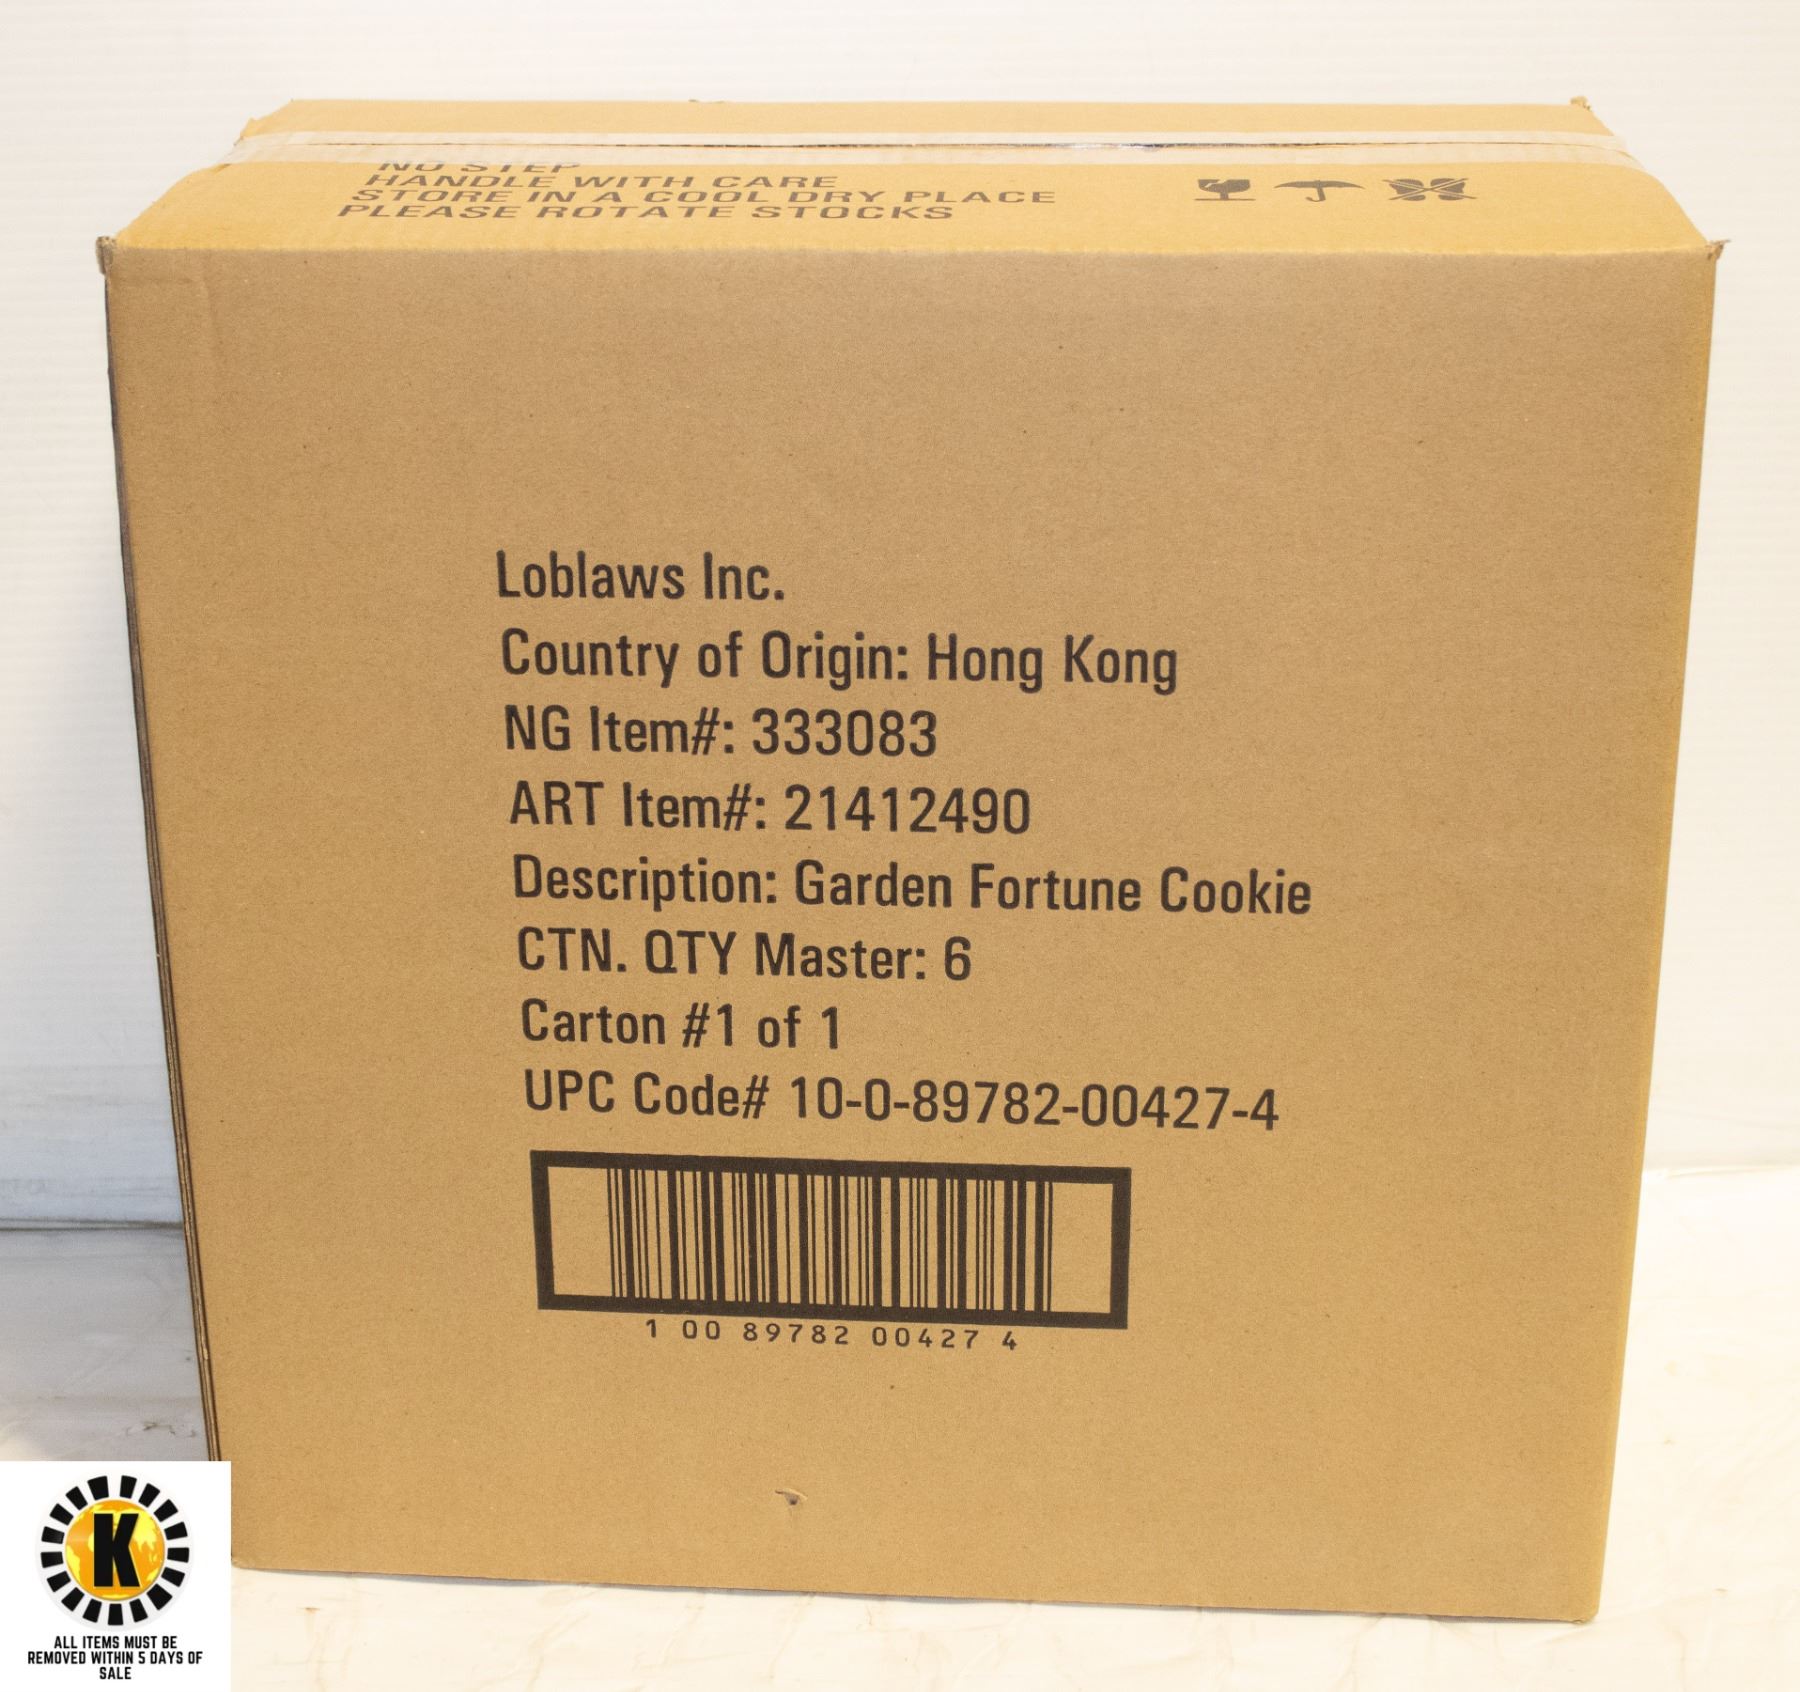 NO STEP
HANDLE WITH CARE
STORE IN A COOL DRY PLACE
PLEASE ROTATE STOCKS
Loblaws Inc.
Country of Origin: Hong Kong
NG Item#: 333083
ART Item#: 21412490
Description: Garden Fortune Cookie
CTN. QTY Master: 6
Carton #1 of 1
UPC Code# 10-0-89782-00427-4
1 00 89782 00427 4
K
ALL ITEMS MUST BE
REMOVED WITHIN 5 DAYS OF
SALE